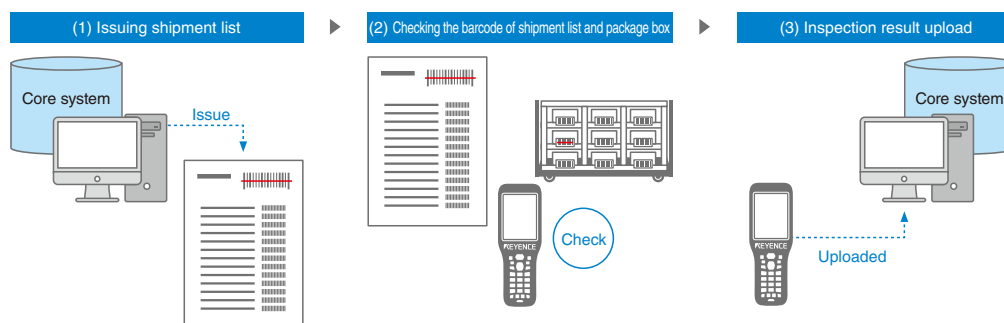 (1) Issuing shipment list
(2) Checking the barcode of shipment list and package box
(3) Inspection result upload
Core system
Issue
KEYENCE
Check
Core system
KEYENCE
Uploaded